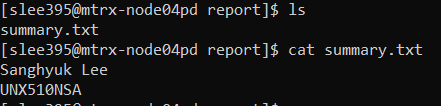 [slee395@mtrx-node04pd report]$ ls
summary.txt
[slee395@mtrx-node04pd report]$ cat summary.txt
Sanghyuk Lee
UNX510NSA